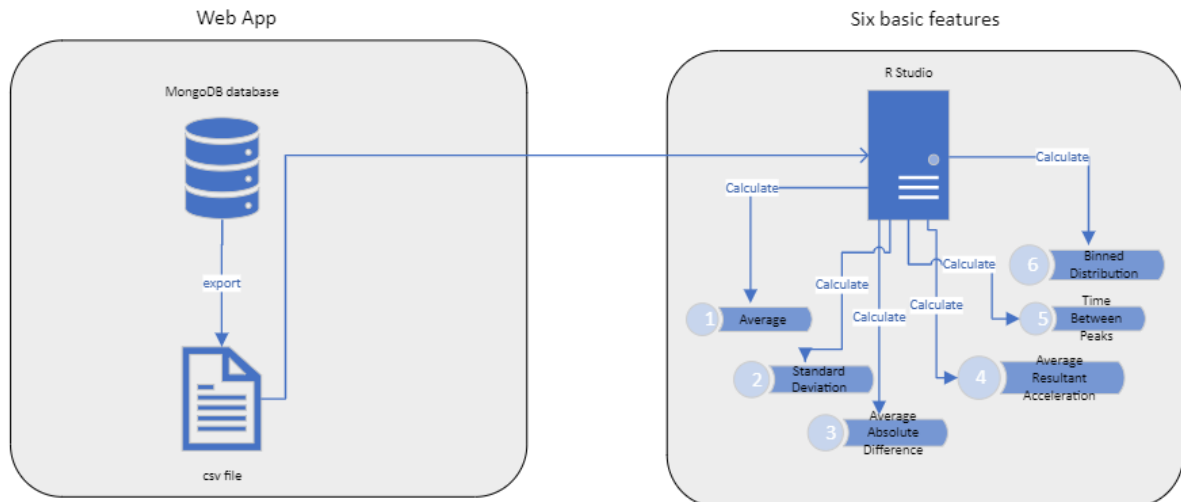 Web App
MongoDB database
export
csv file
Six basic features
R Studio
Calculate
Calculate
Calculate
Calculate
Calculate
Calculate
1
Average
2
Standard
Deviation
3
Average
Absolute
Difference
4
Average
Resultant
Acceleration
5
Time
Between
Peaks
6
Binned
Distribution